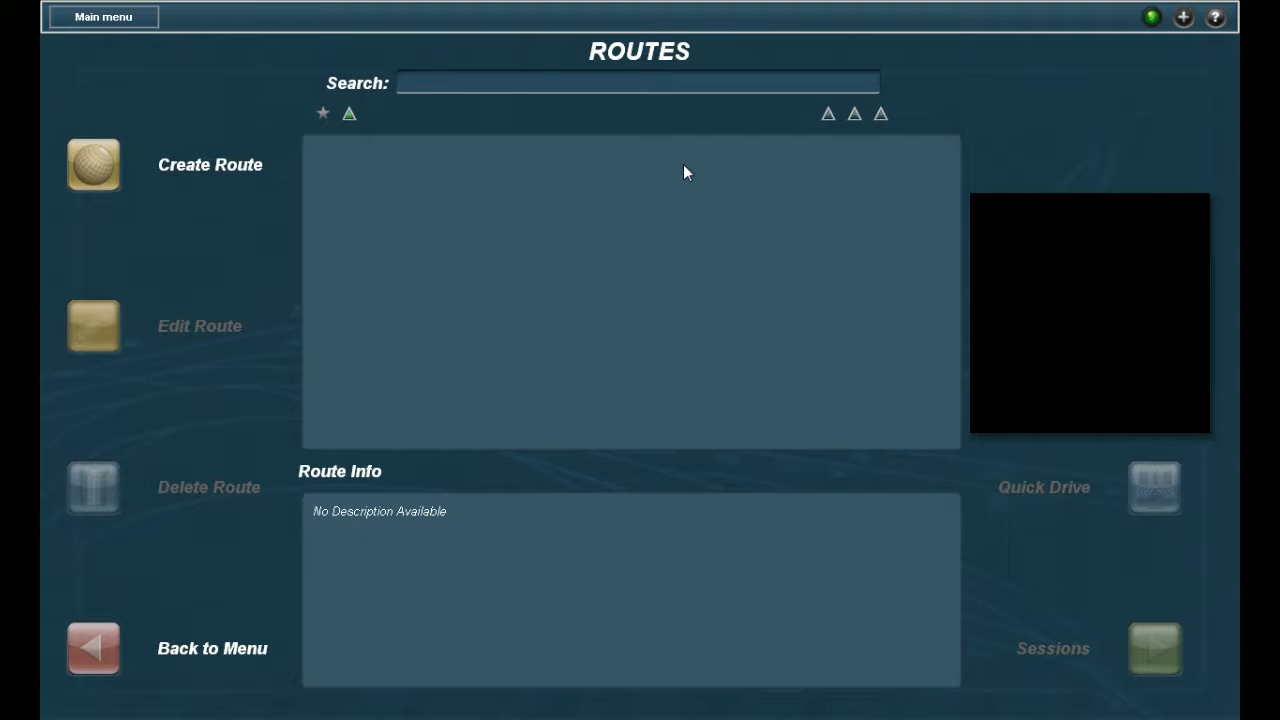 Main menu
?
ROUTES
Search:
Create Route
Edit Route
Route Info
Delete Route
Quick Drive
No Description Available
Back to Menu
Sessions